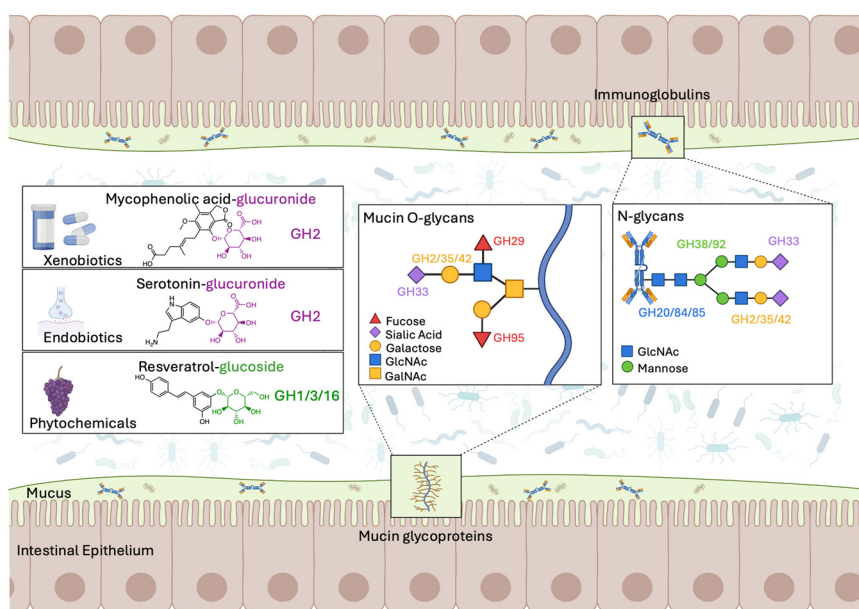 Immunoglobulins
Mycophenolic acid-glucuronide
GH2
Xenobiotics
Serotonin-glucuronide
GH2
Endobiotics
Resveratrol-glucoside
GH1/3/16
Phytochemicals
Mucin O-glycans
GH29
GH2/35/42
GH33
GH95
Fucose
Sialic Acid
Galactose
GlcNAc
GalNAc
N-glycans
GH38/92
GH33
GH20/84/85
GH2/35/42
GlcNAc
Mannose
Mucus
Mucin glycoproteins
Intestinal Epithelium